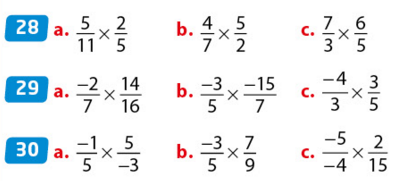 28 a. 5/11 × 2/5 b. 4/7 × 5/2 c. 7/3 × 6/5
29 a. −2/7 × 14/16 b. −3/5 × −15/7 c. −4/3 × 3/5
30 a. −1/5 × 5/−3 b. −3/5 × 7/9 c. −5/−4 × 2/15